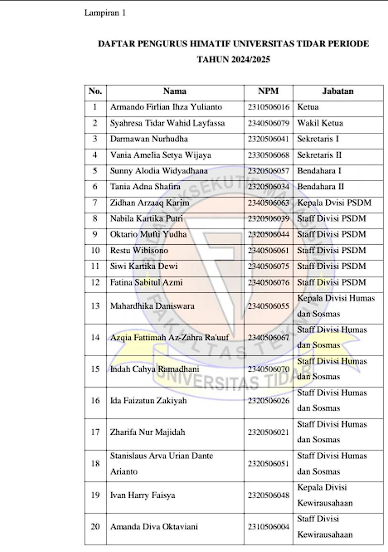 Lampiran 1
DAFTAR PENGURUS HIMATIF UNIVERSITAS TIDAR PERIODE
TAHUN 2024/2025
No. Nama NPM Jabatan
1 Armando Firlian Ihza Yulianto 2310506016 Ketua
2 Syahresa Tidar Wahid Layfassa 2340506079 Wakil Ketua
3 Darmawan Nurhudha 2320506041 Sekretaris I
4 Vania Amelia Setya Wijaya 2330506068 Sekretaris II
5 Sunny Alodia Widyadhana 2320506057 Bendahara I
6 Tania Adna Shafira 2320506034 Bendahara II
7 Zidhan Arzaaq Karim 2340506063 Kepala Dvisi PSDM
8 Nabila Kartika Putri 2320506039 Staff Divisi PSDM
9 Oktario Mufti Yudha 2320506044 Staff Divisi PSDM
10 Restu Wibisono 2340506061 Staff Divisi PSDM
11 Siwi Kartika Dewi 2340506075 Staff Divisi PSDM
12 Fatina Sabitul Azmi 2340506076 Staff Divisi PSDM
13 Mahardhika Daniswara 2340506055 Kepala Divisi Humas
dan Sosmas
14 Azqia Fattimah Az-Zahra Ra'uuf 2340506067 Staff Divisi Humas
dan Sosmas
15 Indah Cahya Ramadhani 2340506070 Staff Divisi Humas
dan Sosmas
16 Ida Faizatun Zakiyah 2320506026 Staff Divisi Humas
dan Sosmas
17 Zharifa Nur Majidah 2320506021 Staff Divisi Humas
dan Sosmas
18 Stanislaus Arva Urian Dante
Arianto 2320506051 Staff Divisi Humas
dan Sosmas
19 Ivan Harry Faisya 2320506048 Kepala Divisi
Kewirausahaan
20 Amanda Diva Oktaviani 2310506004 Staff Divisi
Kewirausahaan
FAKULTAS TEKNIK
UNIVERSITAS TIDAR